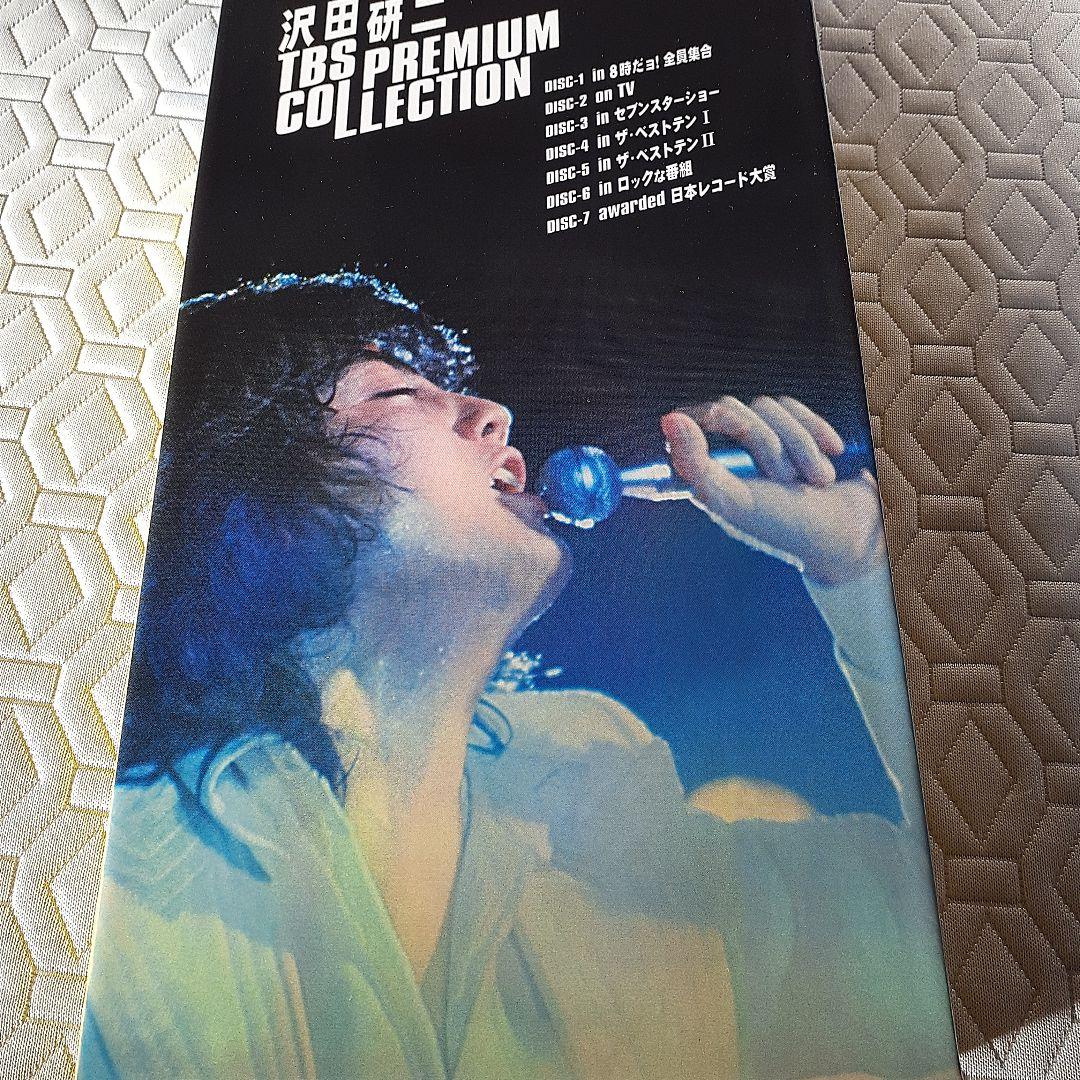 沢田研二
TBS PREMIUM
COLLECTION
DISC-1 in 8時だョ! 全員集合
DISC-2 on TV
DISC-3 in セブンスターショー
DISC-4 in ザ・ベストテン I
DISC-5 in ザ・ベストテン II
DISC-6 in ロックな番組
DISC-7 awarded 日本レコード大賞